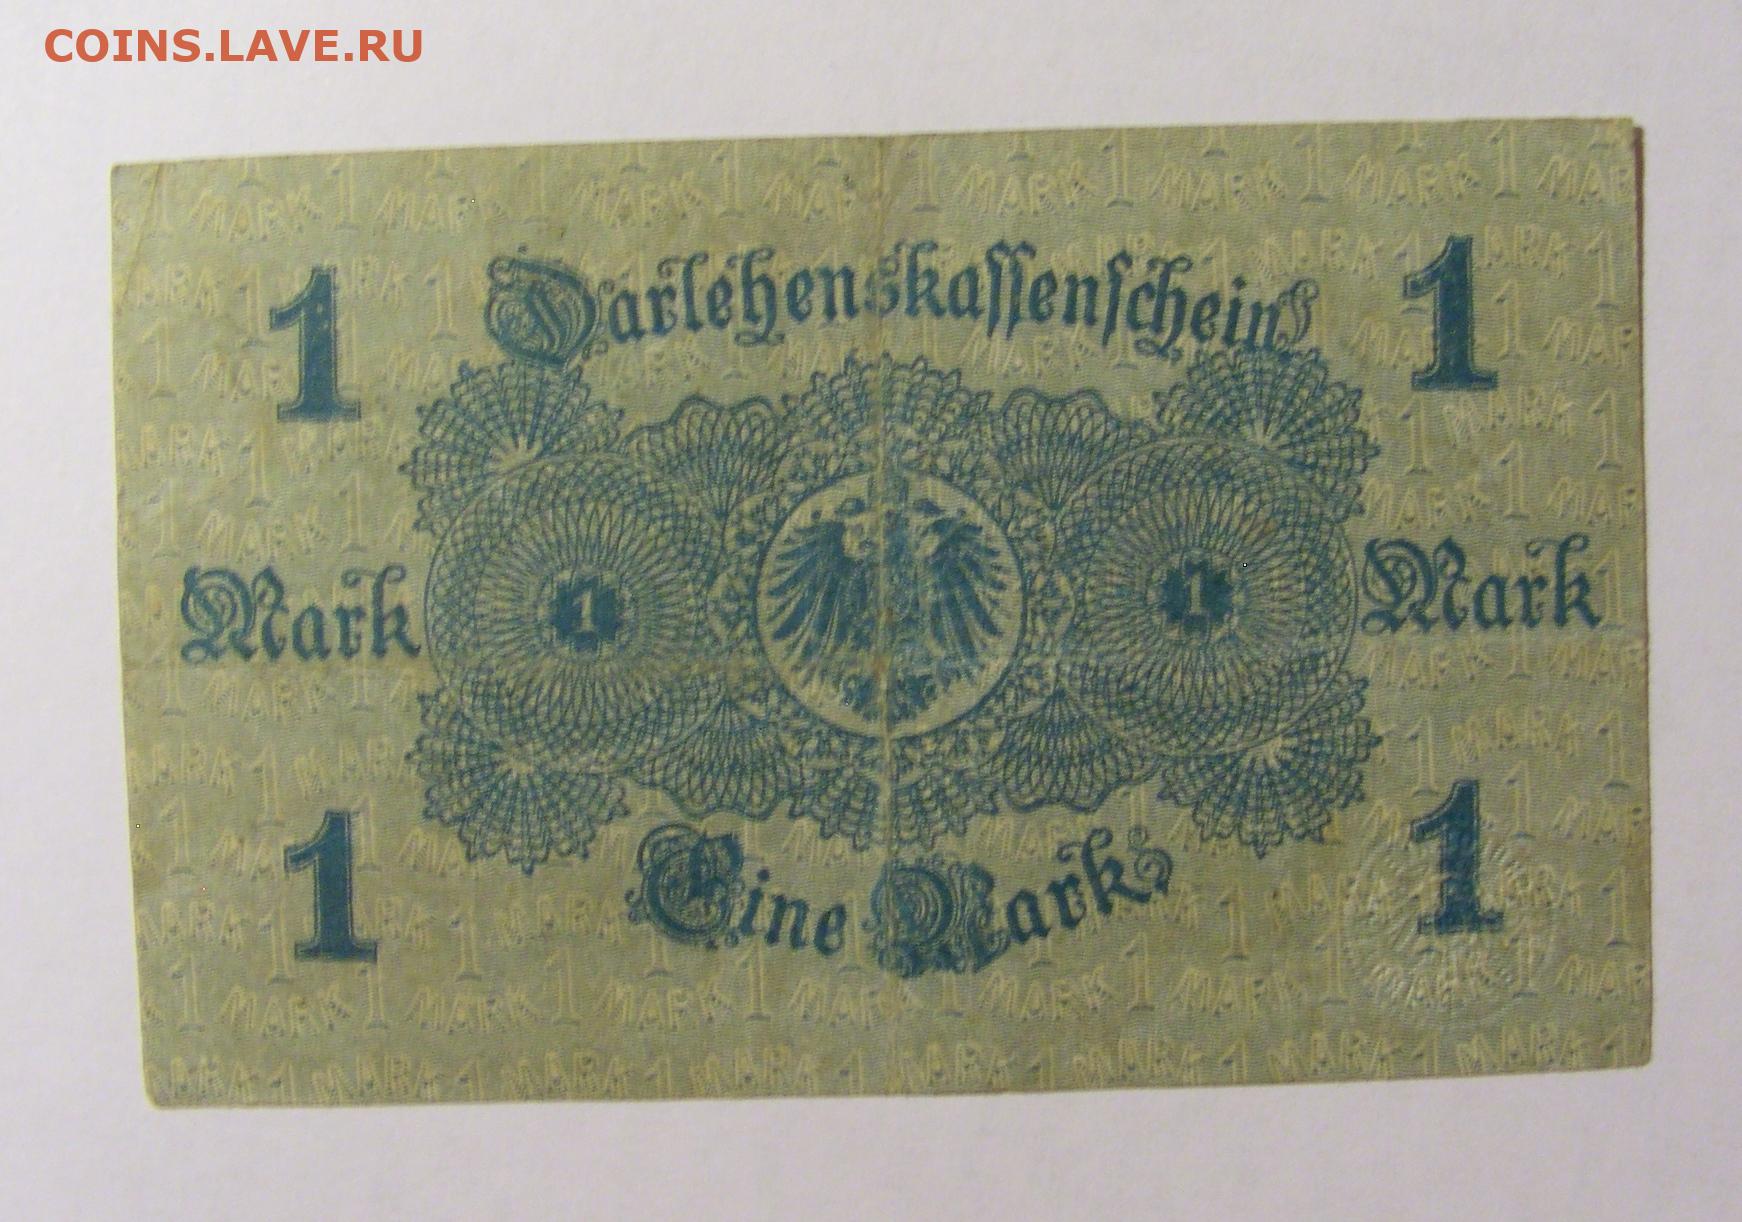 COINS.LAVE.RU
Darlehenskassenschein
1 1
Mark 1 1 Mark
1 1
Eine Mark